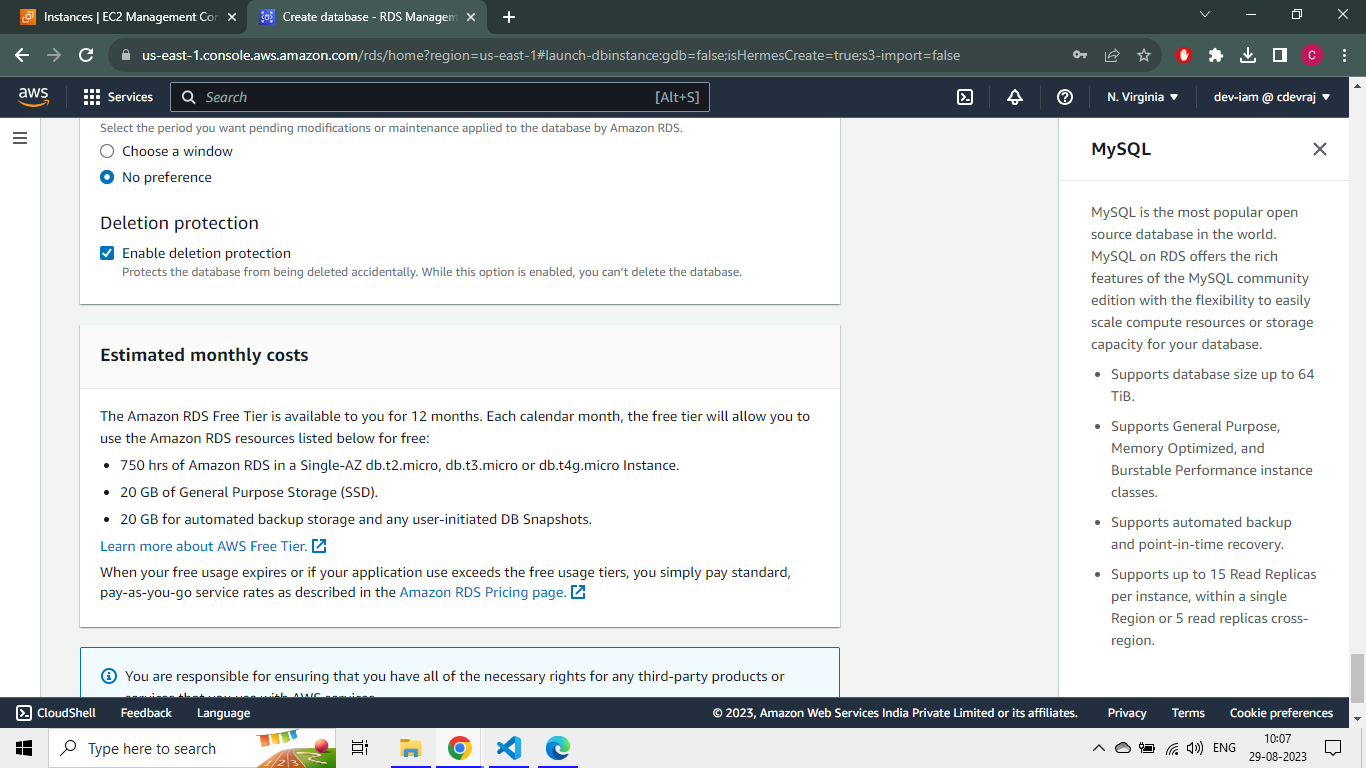 Instances | EC2 Management Con
Create database - RDS Managem
us-east-1.console.aws.amazon.com/rds/home?region=us-east-1#launch-dbinstance:gdb=false;isHermesCreate=true;s3-import=false
C
aws
Services
Search
[Alt+S]
N. Virginia
dev-iam @ cdevraj
Select the period you want pending modifications or maintenance applied to the database by Amazon RDS.
Choose a window
No preference
Deletion protection
Enable deletion protection
Protects the database from being deleted accidentally. While this option is enabled, you can't delete the database.
Estimated monthly costs
The Amazon RDS Free Tier is available to you for 12 months. Each calendar month, the free tier will allow you to
use the Amazon RDS resources listed below for free:
750 hrs of Amazon RDS in a Single-AZ db.t2.micro, db.t3.micro or db.t4g.micro Instance.
20 GB of General Purpose Storage (SSD).
20 GB for automated backup storage and any user-initiated DB Snapshots.
Learn more about AWS Free Tier.
When your free usage expires or if your application use exceeds the free usage tiers, you simply pay standard,
pay-as-you-go service rates as described in the Amazon RDS Pricing page.
You are responsible for ensuring that you have all of the necessary rights for any third-party products or
services that you use with AWS services.
MySQL
MySQL is the most popular open
source database in the world.
MySQL on RDS offers the rich
features of the MySQL community
edition with the flexibility to easily
scale compute resources or storage
capacity for your database.
Supports database size up to 64
TiB.
Supports General Purpose,
Memory Optimized, and
Burstable Performance instance
classes.
Supports automated backup
and point-in-time recovery.
Supports up to 15 Read Replicas
per instance, within a single
Region or 5 read replicas cross-
region.
CloudShell
Feedback
Language
© 2023, Amazon Web Services India Private Limited or its affiliates.
Privacy
Terms
Cookie preferences
Type here to search
ENG
10:07
29-08-2023